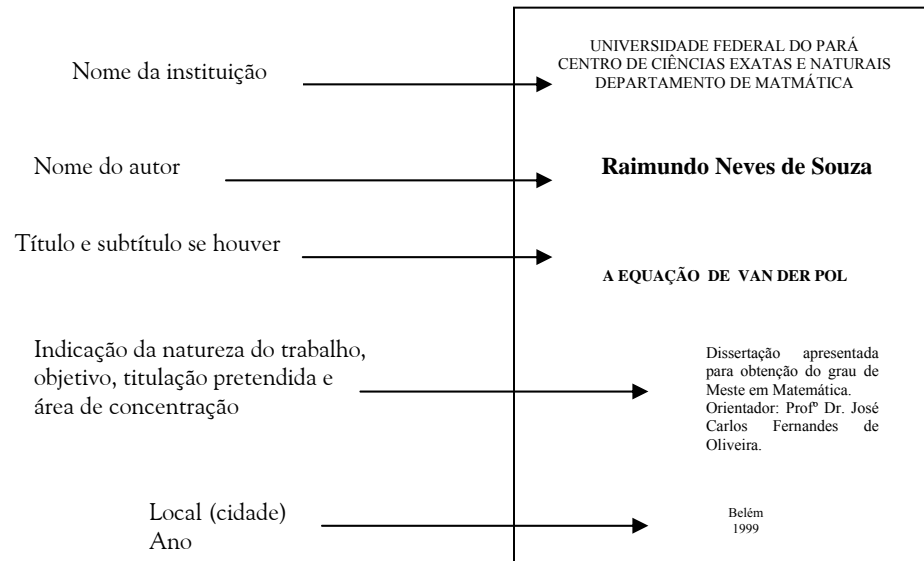 UNIVERSIDADE FEDERAL DO PARÁ
CENTRO DE CIÊNCIAS EXATAS E NATURAIS
DEPARTAMENTO DE MATMÁTICA
Nome da instituição
Nome do autor
Raimundo Neves de Souza
Título e subtítulo se houver
A EQUAÇÃO DE VAN DER POL
Indicação da natureza do trabalho,
objetivo, titulação pretendida e
área de concentração
Dissertação apresentada
para obtenção do grau de
Meste em Matemática.
Orientador: Profº Dr. José
Carlos Fernandes de
Oliveira.
Local (cidade)
Ano
Belém
1999